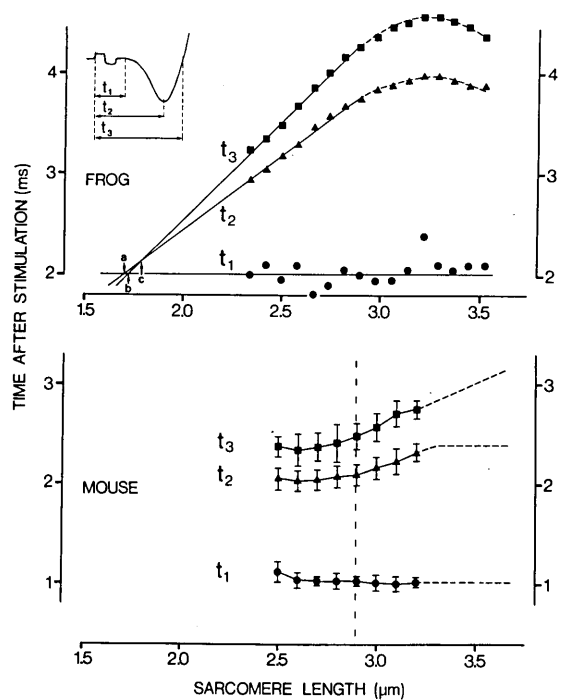 t1
t2
t3
FROG
4
3
2
4
3
2
t3
t2
t1
a
b
c
1.5
2.0
2.5
3.0
3.5
TIME AFTER STIMULATION (ms)
MOUSE
3
2
1
3
2
1
t3
t2
t1
1.5
2.0
2.5
3.0
3.5
SARCOMERE LENGTH (μm)